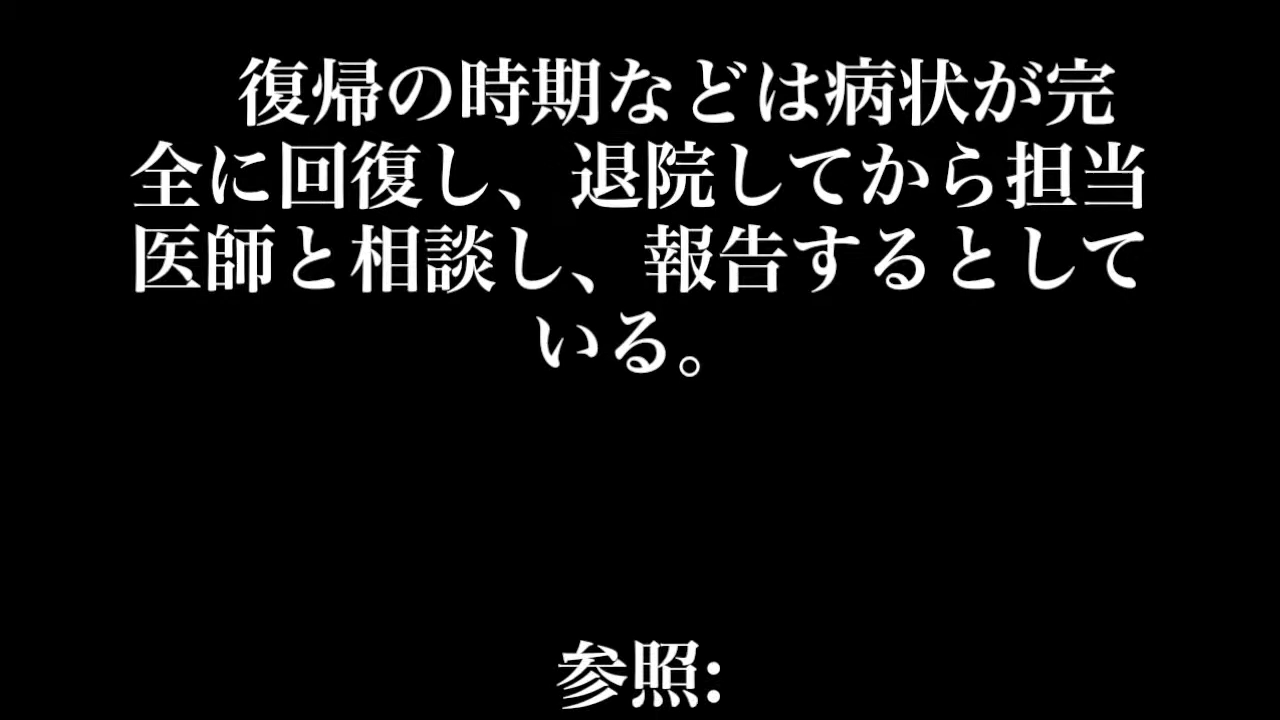 復帰の時期などは病状が完
全に回復し、退院してから担当
医師と相談し、報告するとして
いる。
参照: